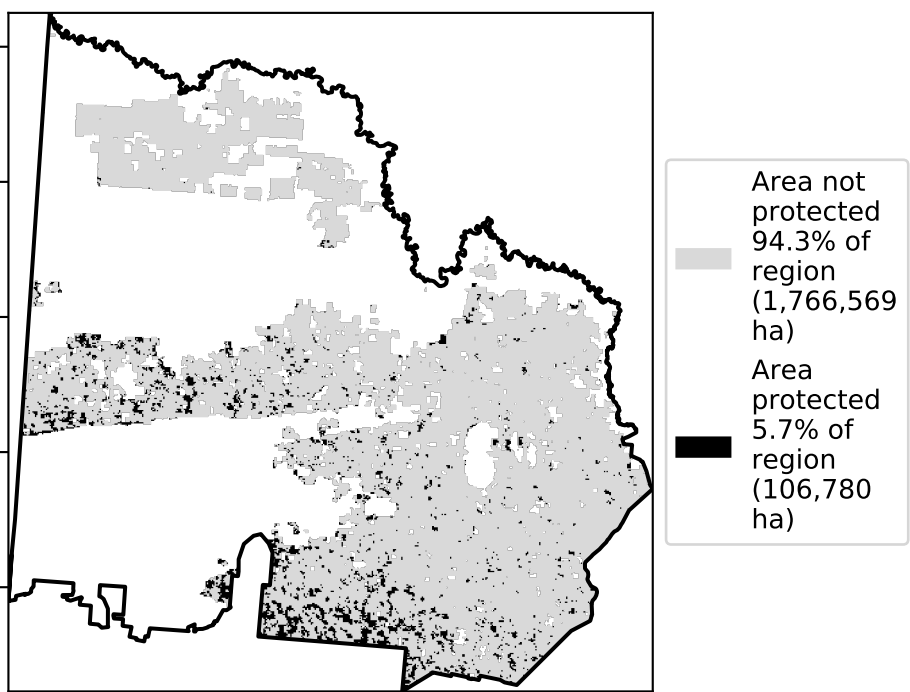 Area not
protected
94.3% of
region
(1,766,569
ha)
Area
protected
5.7% of
region
(106,780
ha)